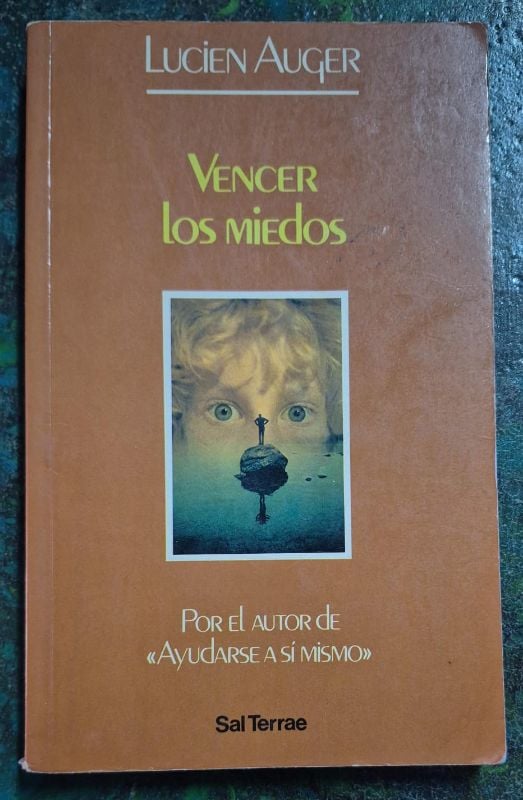 Lucien Auger
Vencer
los miedos
Por el autor de
«Ayudarse a sí mismo»
Sal Terrae